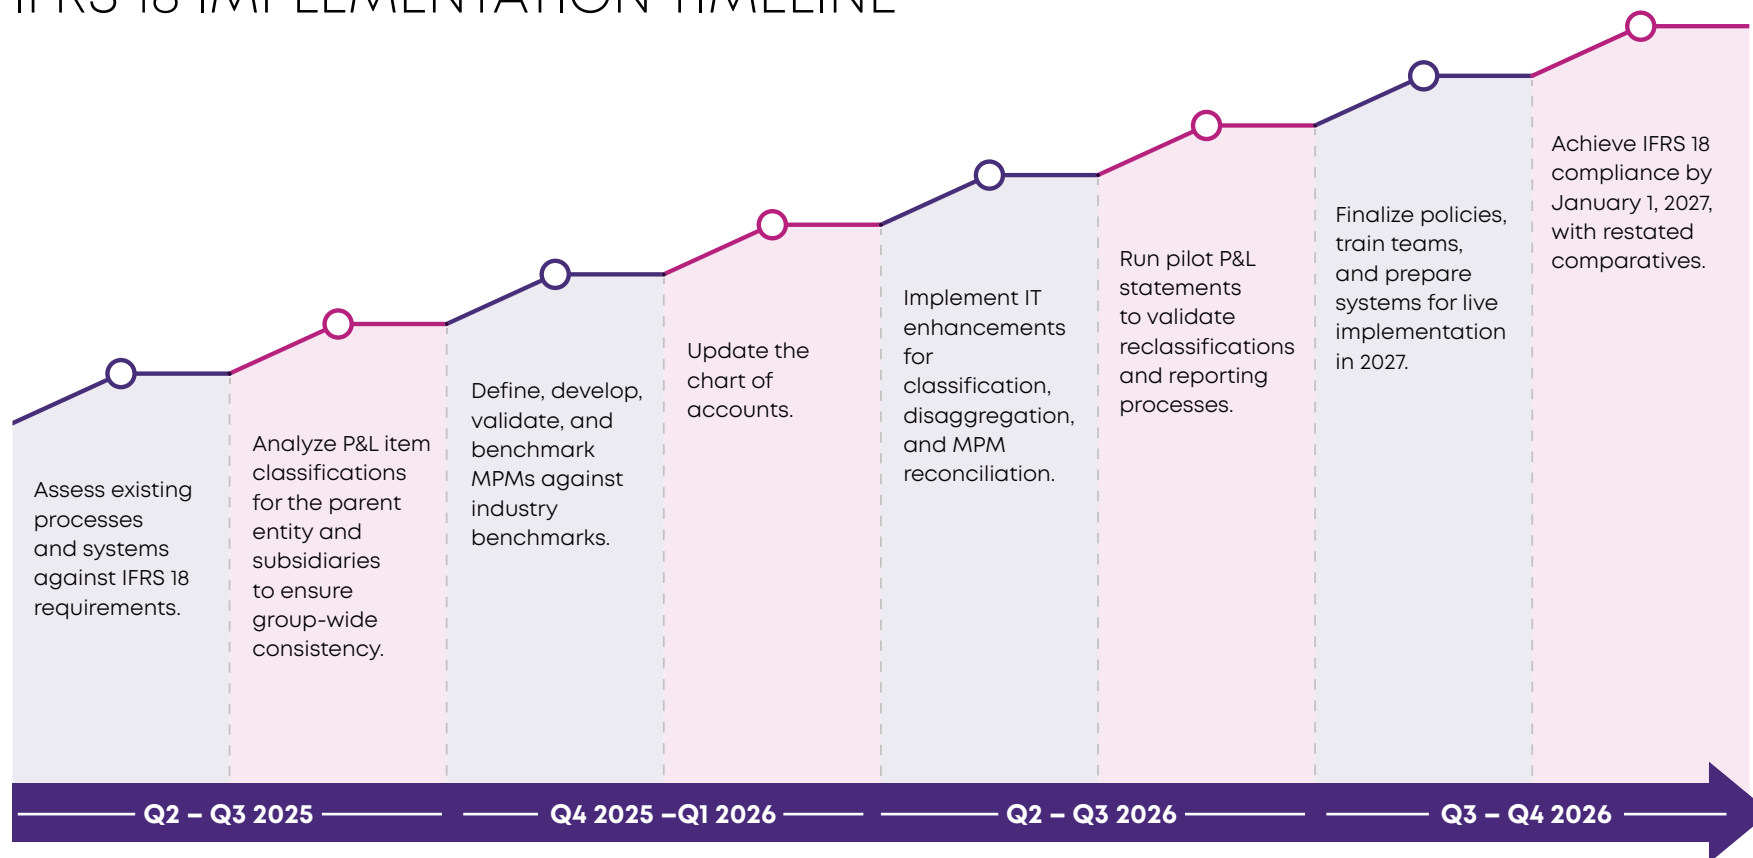 IFRS 18 IMPLEMENTATION TIMELINE
Assess existing
processes
and systems
against IFRS 18
requirements.
Analyze P&L item
classifications
for the parent
entity and
subsidiaries
to ensure
group-wide
consistency.
Define, develop,
validate, and
benchmark
MPMs against
industry
benchmarks.
Update the
chart of
accounts.
Implement IT
enhancements
for
classification,
disaggregation,
and MPM
reconciliation.
Run pilot P&L
statements
to validate
reclassifications
and reporting
processes.
Finalize policies,
train teams,
and prepare
systems for live
implementation
in 2027.
Achieve IFRS 18
compliance by
January 1, 2027,
with restated
comparatives.
Q2 – Q3 2025
Q4 2025 –Q1 2026
Q2 – Q3 2026
Q3 – Q4 2026